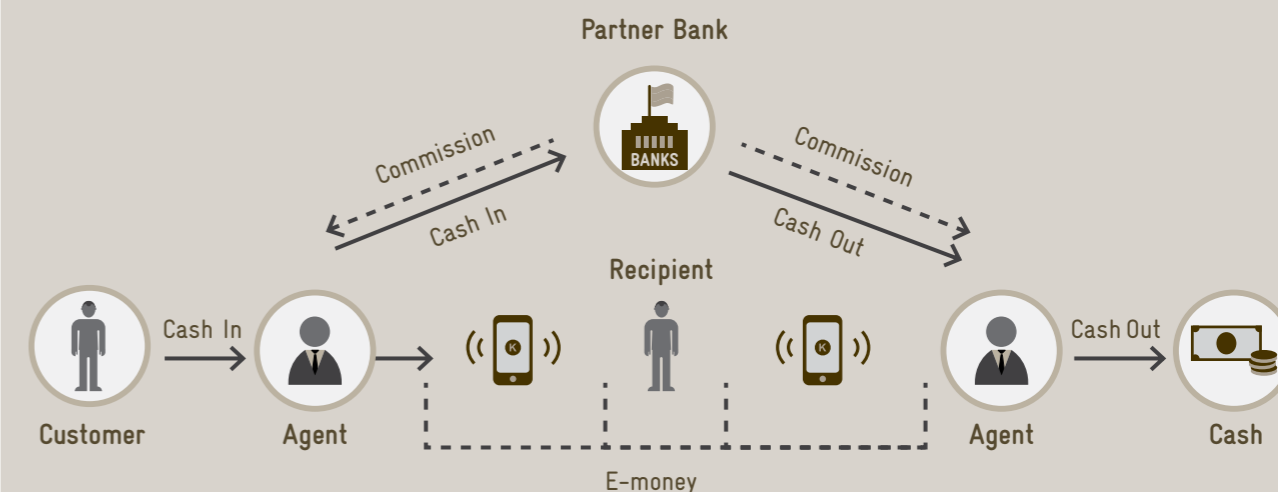 Partner Bank
BANKS
Commission
Cash In
Commission
Cash Out
Recipient
Cash In
K
K
Cash Out
Customer
Agent
Agent
Cash
E-money